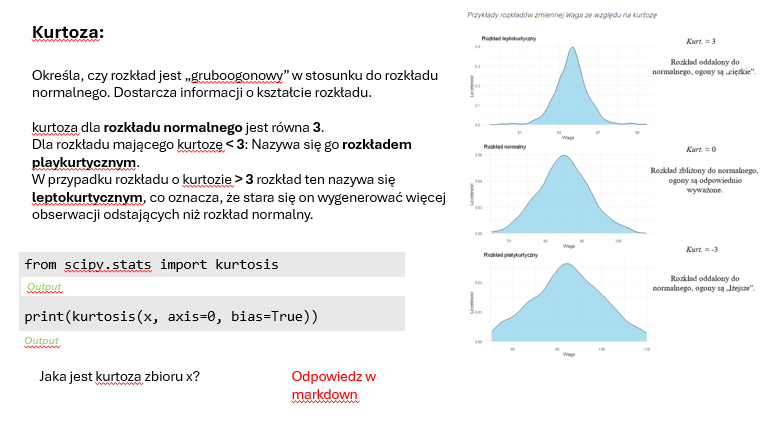 Kurtoza:
Określa, czy rozkład jest „gruboogonowy” w stosunku do rozkładu
normalnego. Dostarcza informacji o kształcie rozkładu.
kurtoza dla rozkładu normalnego jest równa 3.
Dla rozkładu mającego kurtozę < 3: Nazywa się go rozkładem
playkurtycznym.
W przypadku rozkładu o kurtozie > 3 rozkład ten nazywa się
leptokurtycznym, co oznacza, że stara się on wygenerować więcej
obserwacji odstających niż rozkład normalny.
from scipy.stats import kurtosis
Output
print(kurtosis(x, axis=0, bias=True))
Output
Jaka jest kurtoza zbioru x?
Odpowiedz w
markdown
Przykłady rozkładów zmiennej Waga ze względu na kurtozę
Rozkład leptokurtyczny
Waga
Kurt. ≈ 3
Rozkład oddalony do
normalnego, ogony są „ciężkie”.
Rozkład normalny
Waga
Kurt. ≈ 0
Rozkład zbliżony do normalnego,
ogony są odpowiednio
wyważone.
Rozkład platykurtyczny
Waga
Kurt. ≈ -3
Rozkład oddalony do
normalnego, ogony są „lżejsze”.